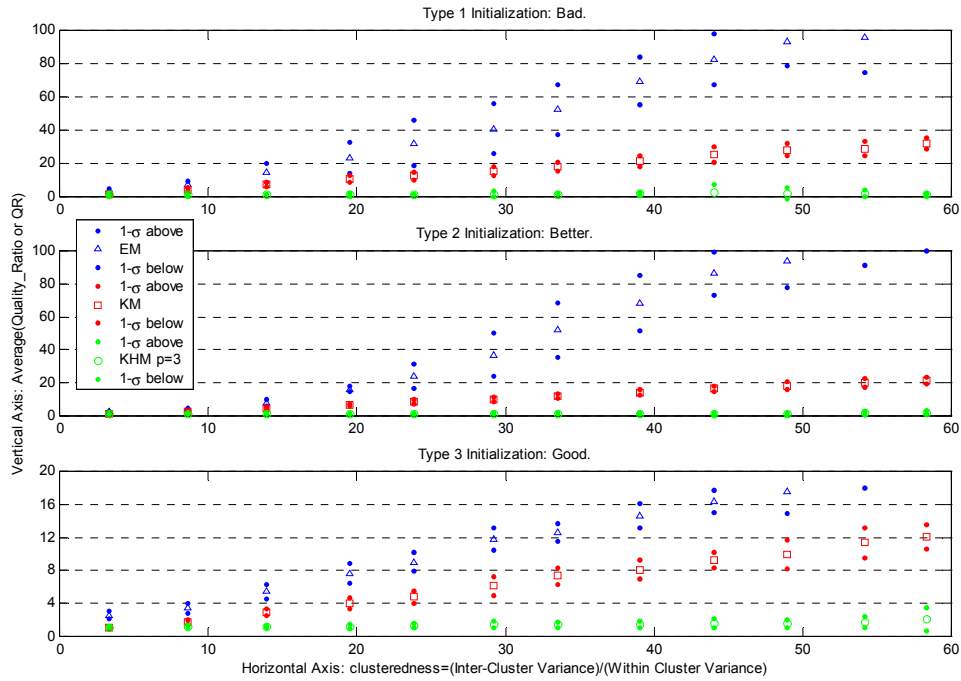 Type 1 Initialization: Bad.
100
80
60
40
20
0
0 10 20 30 40 50 60
Vertical Axis: Average(Quality_Ratio or QR)
1-σ above
EM
1-σ below
1-σ above
KM
1-σ below
1-σ above
KHM p=3
1-σ below
Type 2 Initialization: Better.
100
80
60
40
20
0
0 10 20 30 40 50 60
Type 3 Initialization: Good.
20
16
12
8
4
0
0 10 20 30 40 50 60
Horizontal Axis: clusteredness=(Inter-Cluster Variance)/(Within Cluster Variance)